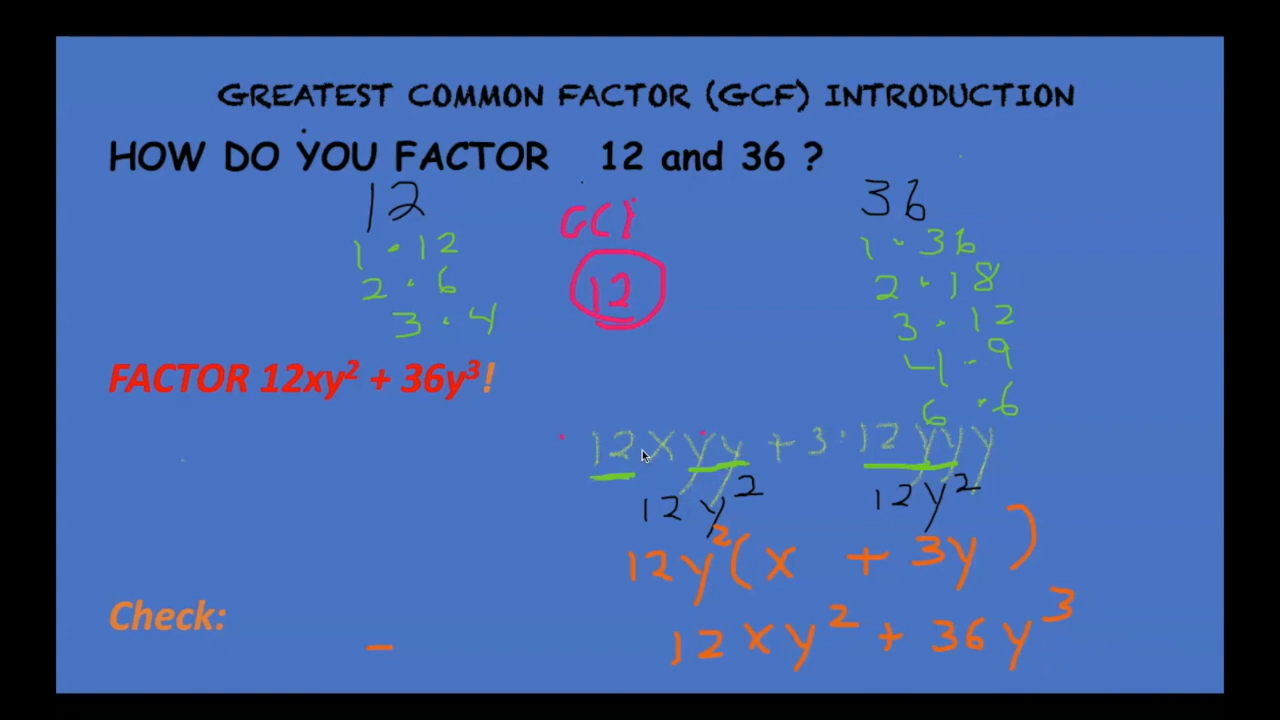 GREATEST COMMON FACTOR (GCF) INTRODUCTION
HOW DO YOU FACTOR 12 and 36 ?
12 36
GCF
1 · 12 1 · 36
2 · 6 12 2 · 18
3 · 4 3 · 12
4 · 9
FACTOR 12xy² + 36y³!
6 · 6
12xyy + 3·12yyy
12y² 12y²
12y²(x + 3y)
Check:
12xy² + 36y³